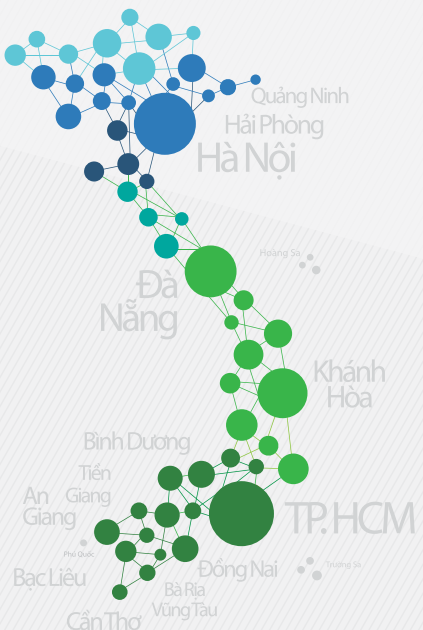 Quảng Ninh
Hải Phòng
Hà Nội
Hoàng Sa
Đà
Nẵng
Khánh
Hòa
Bình Dương
Tiền
Giang
An
Giang
TP. HCM
Phú Quốc
Trường Sa
Đồng Nai
Bạc Liêu
Bà Rịa
Vũng Tàu
Cần Thơ